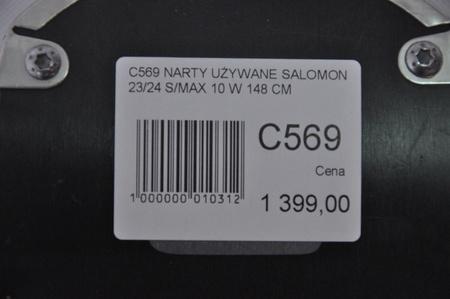 C569 NARTY UŻYWANE SALOMON
23/24 S/MAX 10 W 148 CM
C569
Cena
1 000000 010312
1 399,00